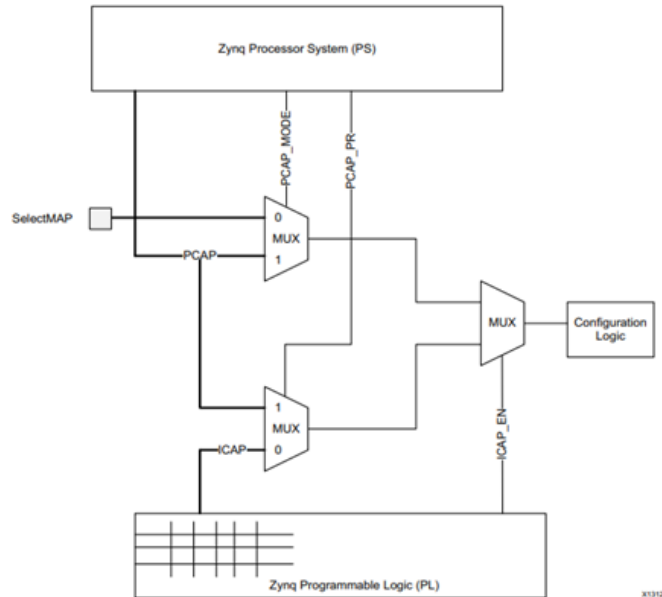 Zynq Processor System (PS)
PCAP_MODE
PCAP_PR
SelectMAP
0
MUX
PCAP
1
MUX
Configuration
Logic
1
MUX
ICAP
0
ICAP_EN
Zynq Programmable Logic (PL)